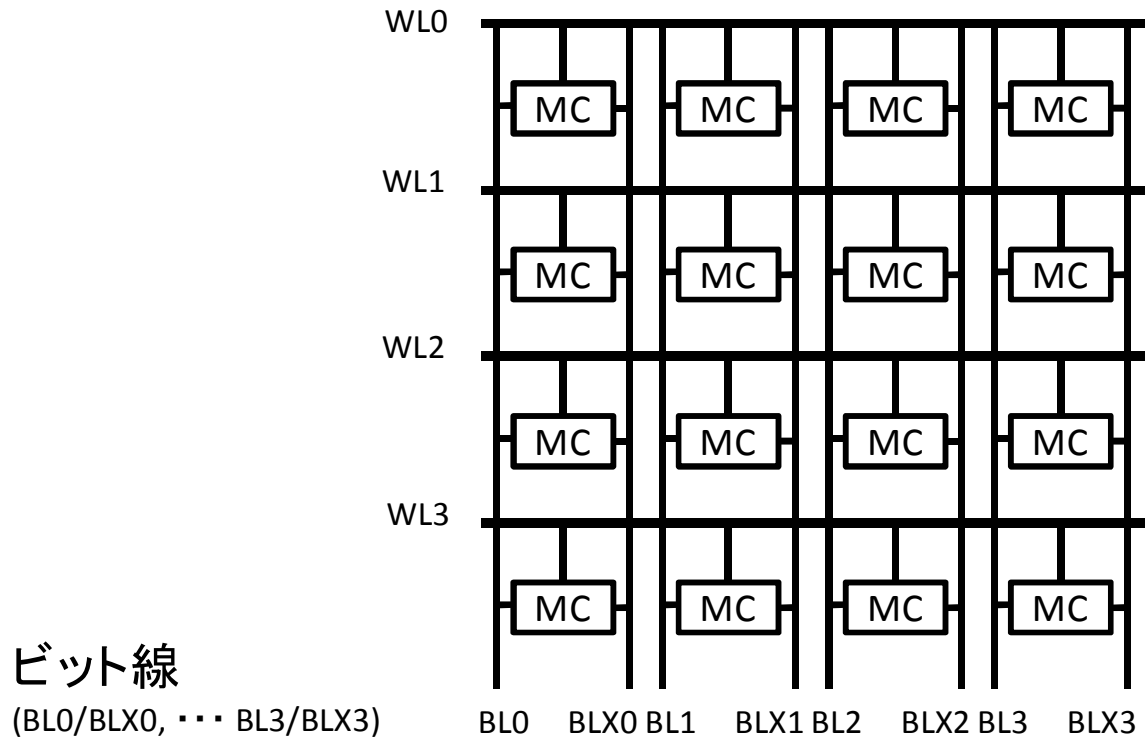 WL0
MC MC MC MC
WL1
MC MC MC MC
WL2
MC MC MC MC
WL3
MC MC MC MC
ビット線
(BL0/BLX0, ･･･ BL3/BLX3)
BL0 BLX0 BL1 BLX1 BL2 BLX2 BL3 BLX3